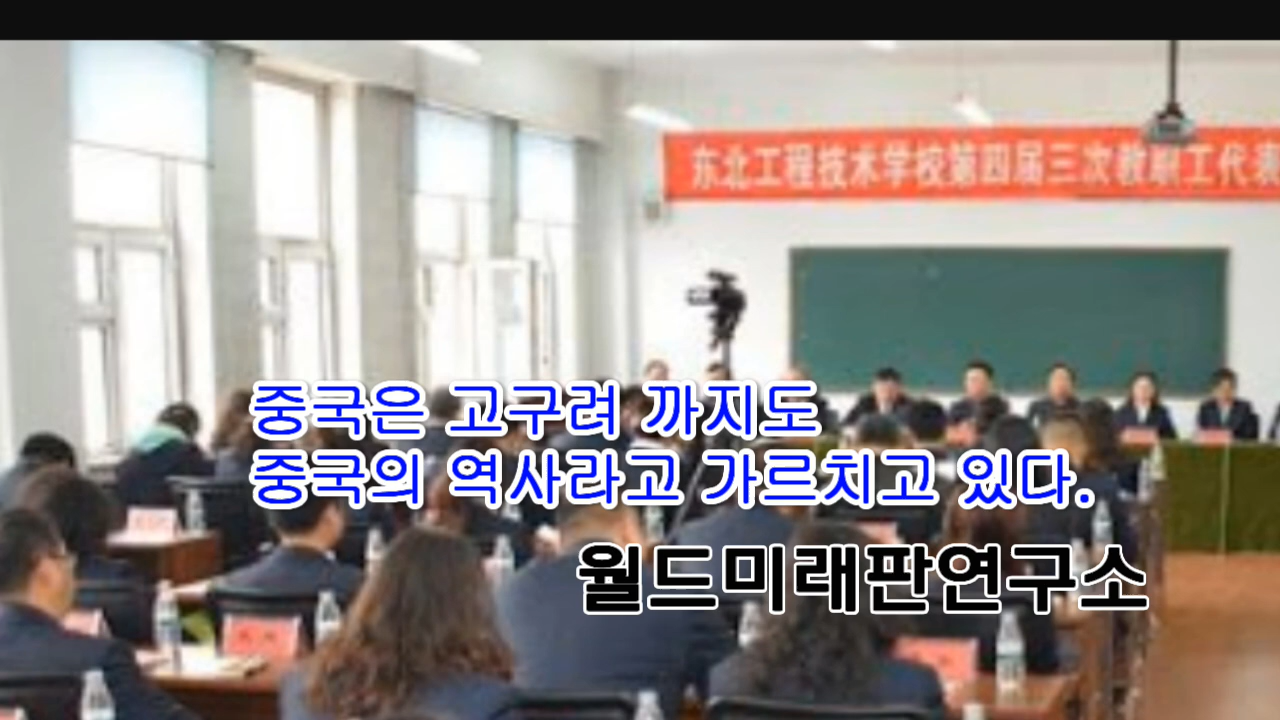 东北工程技术学校第四届三次教职工代表
중국은 고구려 까지도
중국의 역사라고 가르치고 있다.
월드미래판연구소